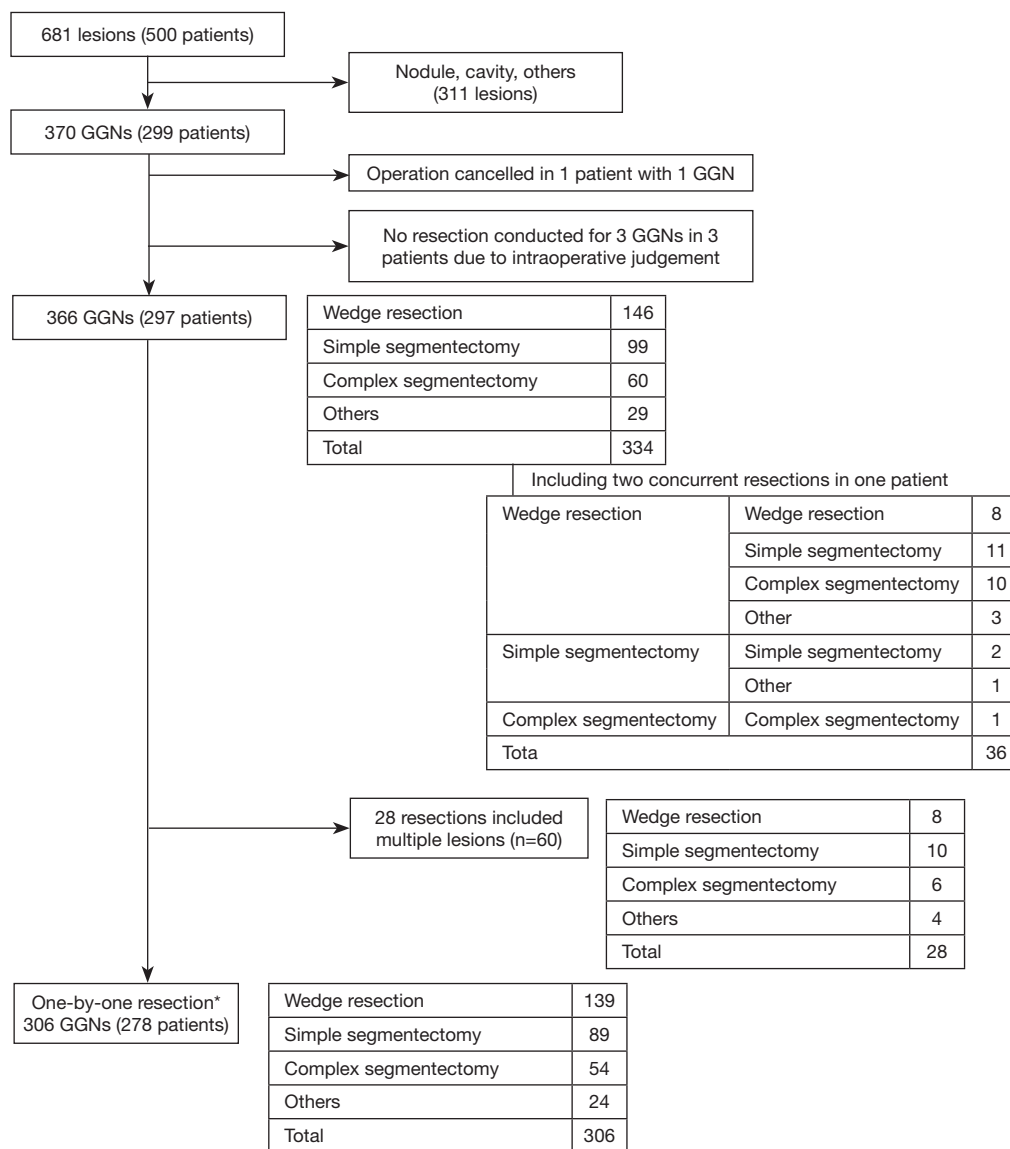 681 lesions (500 patients)
Nodule, cavity, others
(311 lesions)
370 GGNs (299 patients)
Operation cancelled in 1 patient with 1 GGN
No resection conducted for 3 GGNs in 3
patients due to intraoperative judgement
366 GGNs (297 patients)
Wedge resection 146
Simple segmentectomy 99
Complex segmentectomy 60
Others 29
Total 334
Including two concurrent resections in one patient
Wedge resection Wedge resection 8
Simple segmentectomy 11
Complex segmentectomy 10
Other 3
Simple segmentectomy Simple segmentectomy 2
Other 1
Complex segmentectomy Complex segmentectomy 1
Tota 36
28 resections included
multiple lesions (n=60)
Wedge resection 8
Simple segmentectomy 10
Complex segmentectomy 6
Others 4
Total 28
One-by-one resection*
306 GGNs (278 patients)
Wedge resection 139
Simple segmentectomy 89
Complex segmentectomy 54
Others 24
Total 306